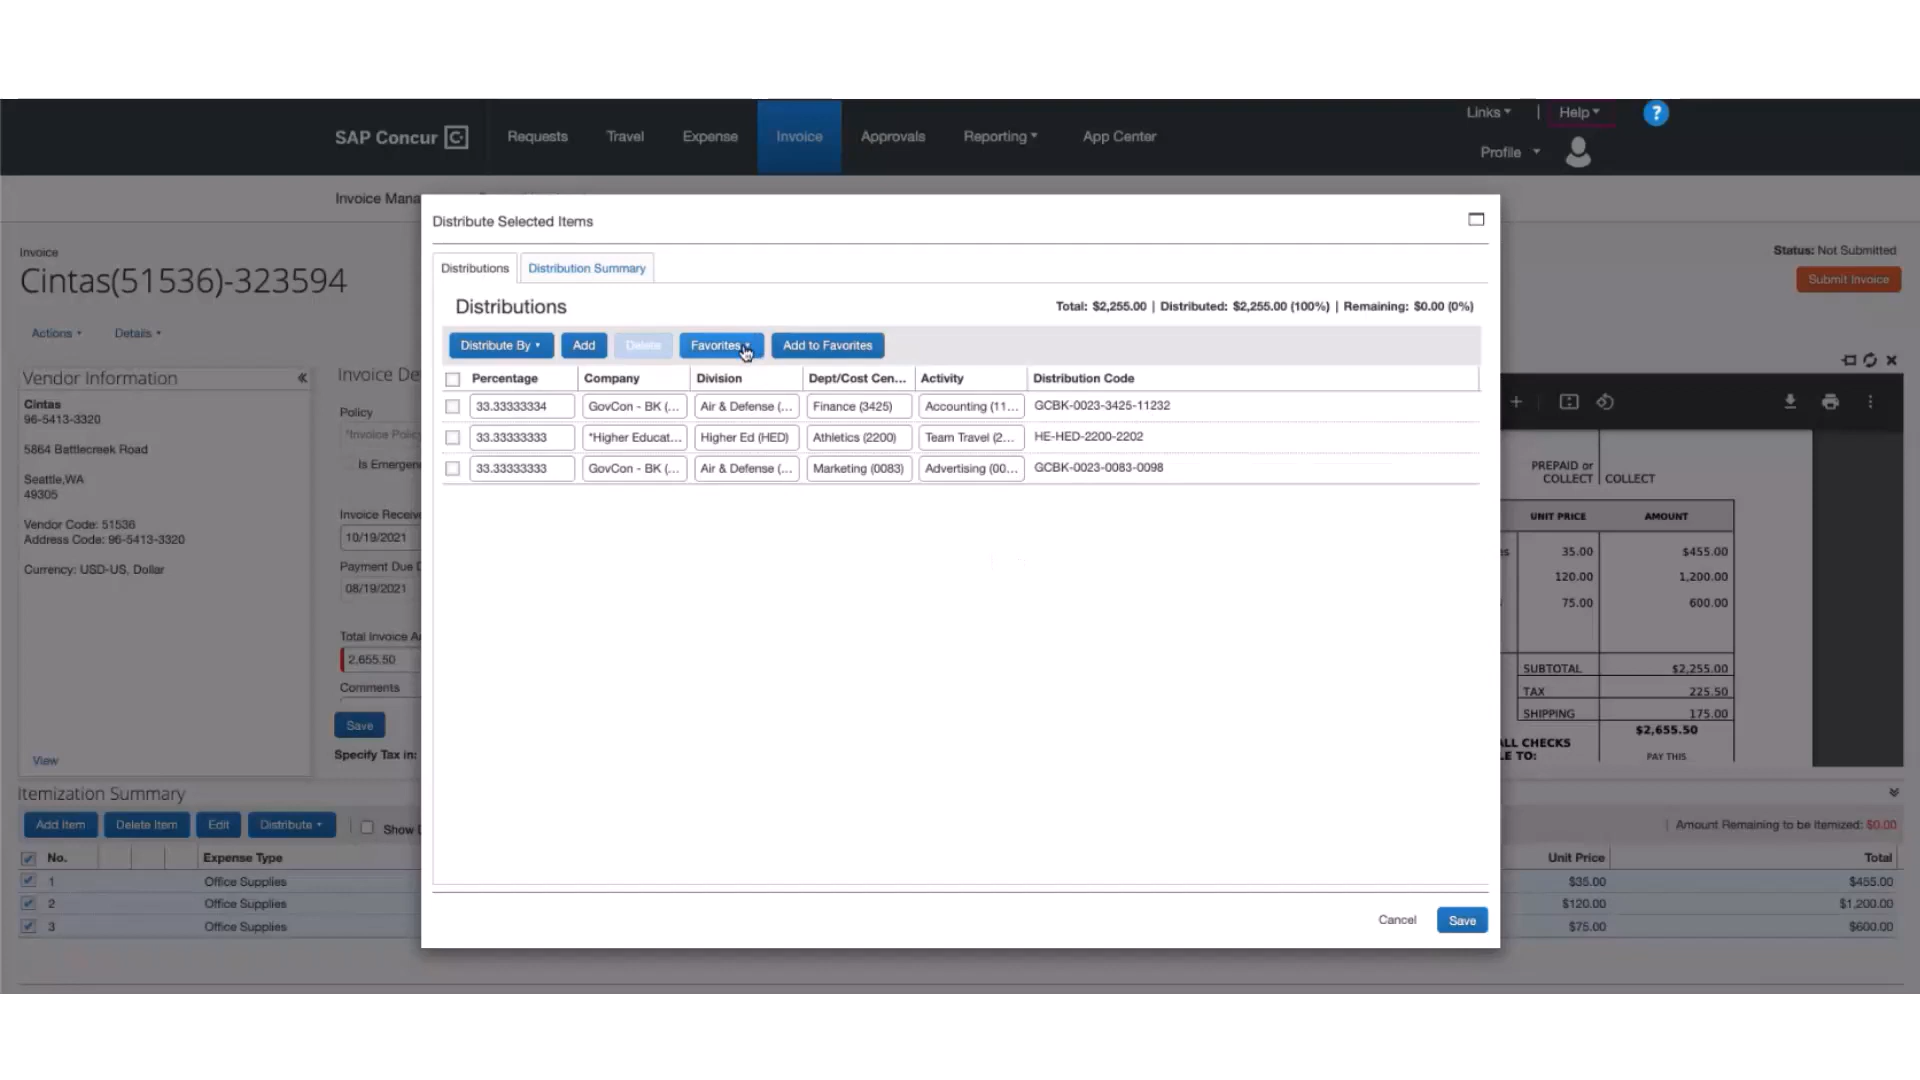 SAP Concur
Requests
Travel
Expense
Invoice
Approvals
Reporting
App Center
Links
|
Help
?
Profile
Invoice Mana
Invoice
Cintas(51536)-323594
Status: Not Submitted
Submit Invoice
Actions
Details
Vendor Information
Cintas
96-5413-3320
5864 Battlecreek Road
Seattle,WA
49305
Vendor Code: 51536
Address Code: 96-5413-3320
Currency: USD-US, Dollar
View
Invoice De
Policy
*Invoice Policy
Is Emergen
Invoice Receive
10/19/2021
Payment Due D
08/19/2021
Total Invoice A
2,655.50
Comments
Save
Specify Tax in:
Distribute Selected Items
Distributions
Distribution Summary
Distributions
Total: $2,255.00 | Distributed: $2,255.00 (100%) | Remaining: $0.00 (0%)
Distribute By
Add
Delete
Favorites
Add to Favorites
Percentage Company Division Dept/Cost Cen... Activity Distribution Code
33.33333334 GovCon - BK (... Air & Defense (... Finance (3425) Accounting (11... GCBK-0023-3425-11232
33.33333333 *Higher Educat... Higher Ed (HED) Athletics (2200) Team Travel (2... HE-HED-2200-2202
33.33333333 GovCon - BK (... Air & Defense (... Marketing (0083) Advertising (00... GCBK-0023-0083-0098
Cancel
Save
PREPAID or
COLLECT
COLLECT
UNIT PRICE AMOUNT
es 35.00 $455.00
120.00 1,200.00
75.00 600.00
SUBTOTAL $2,255.00
TAX 225.50
SHIPPING 175.00
$2,655.50
ALL CHECKS
LE TO:
PAY THIS
Itemization Summary
Add Item
Delete Item
Edit
Distribute
Show D
| Amount Remaining to be Itemized: $0.00
No. Expense Type Unit Price Total
1 Office Supplies $35.00 $455.00
2 Office Supplies $120.00 $1,200.00
3 Office Supplies $75.00 $600.00